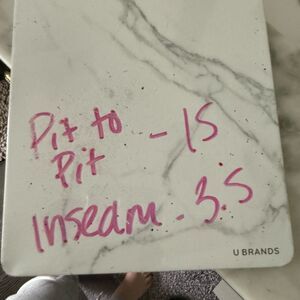 Pit to
Pit - 15
Inseam - 3.5
U BRANDS